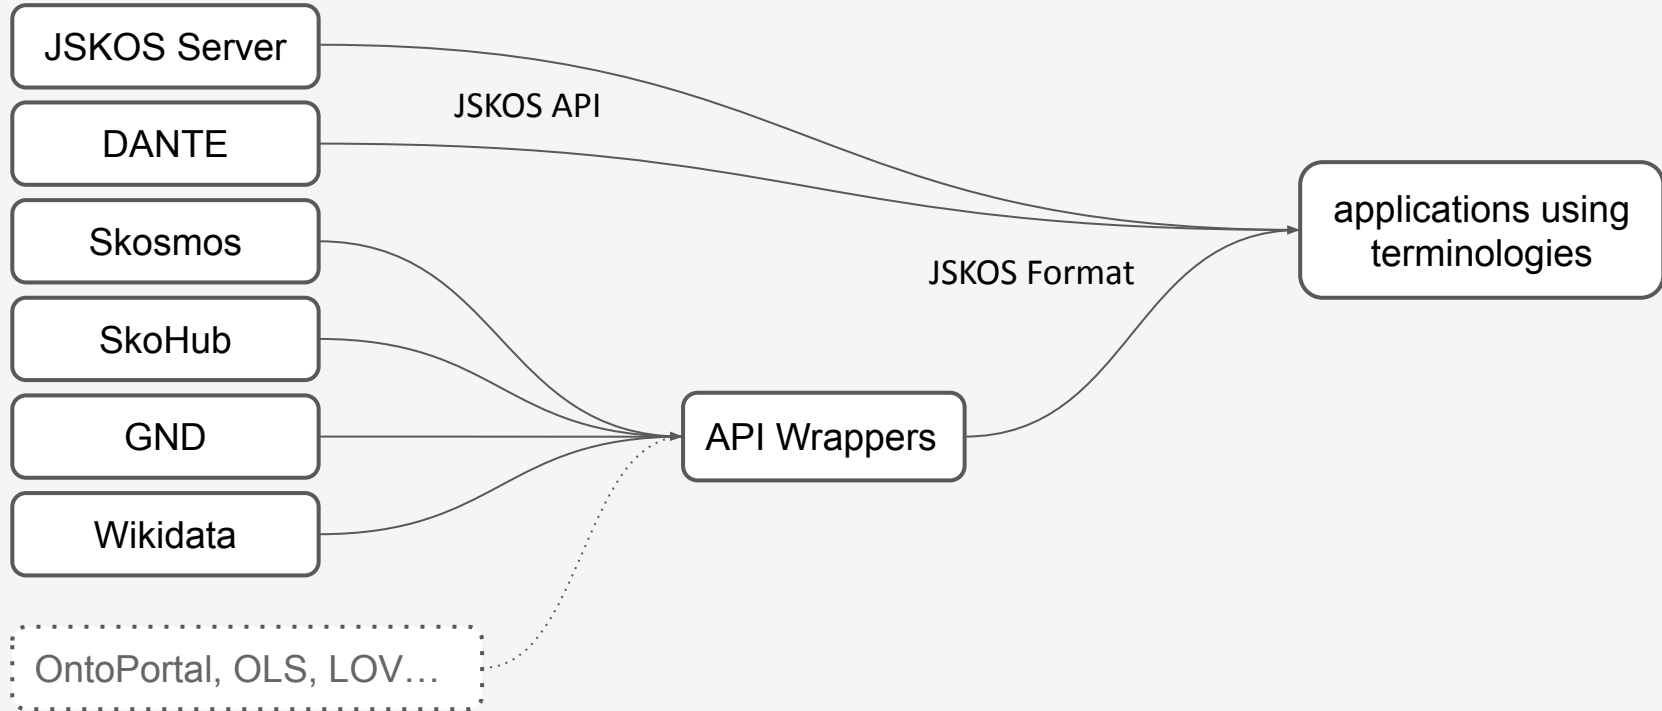 JSKOS Server
DANTE
Skosmos
SkoHub
GND
Wikidata
OntoPortal, OLS, LOV…
JSKOS API
JSKOS Format
API Wrappers
applications using
terminologies